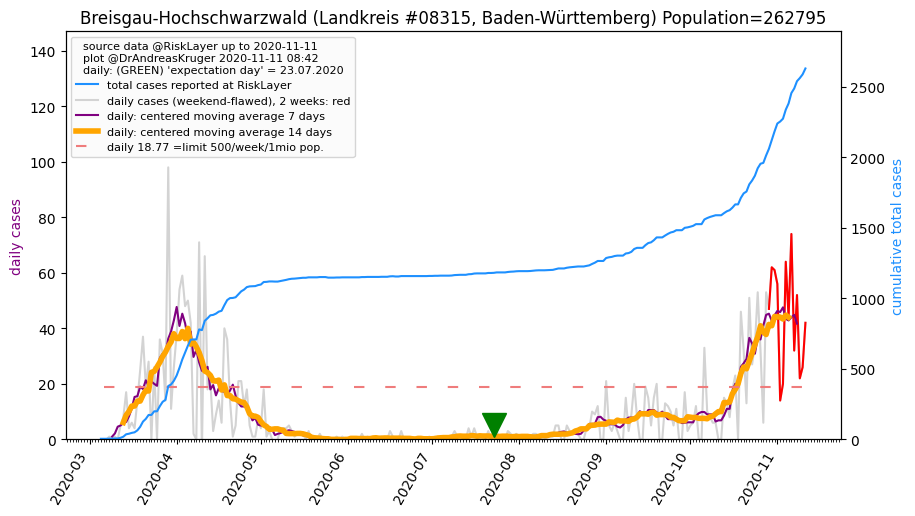 Breisgau-Hochschwarzwald (Landkreis #08315, Baden-Württemberg) Population=262795
source data @RiskLayer up to 2020-11-11
plot @DrAndreasKruger 2020-11-11 08:42
daily: (GREEN) 'expectation day' = 23.07.2020
total cases reported at RiskLayer
daily cases (weekend-flawed), 2 weeks: red
daily: centered moving average 7 days
daily: centered moving average 14 days
daily 18.77 =limit 500/week/1mio pop.
daily cases
140
120
100
80
60
40
20
0
cumulative total cases
2500
2000
1500
1000
500
0
2020-03
2020-04
2020-05
2020-06
2020-07
2020-08
2020-09
2020-10
2020-11